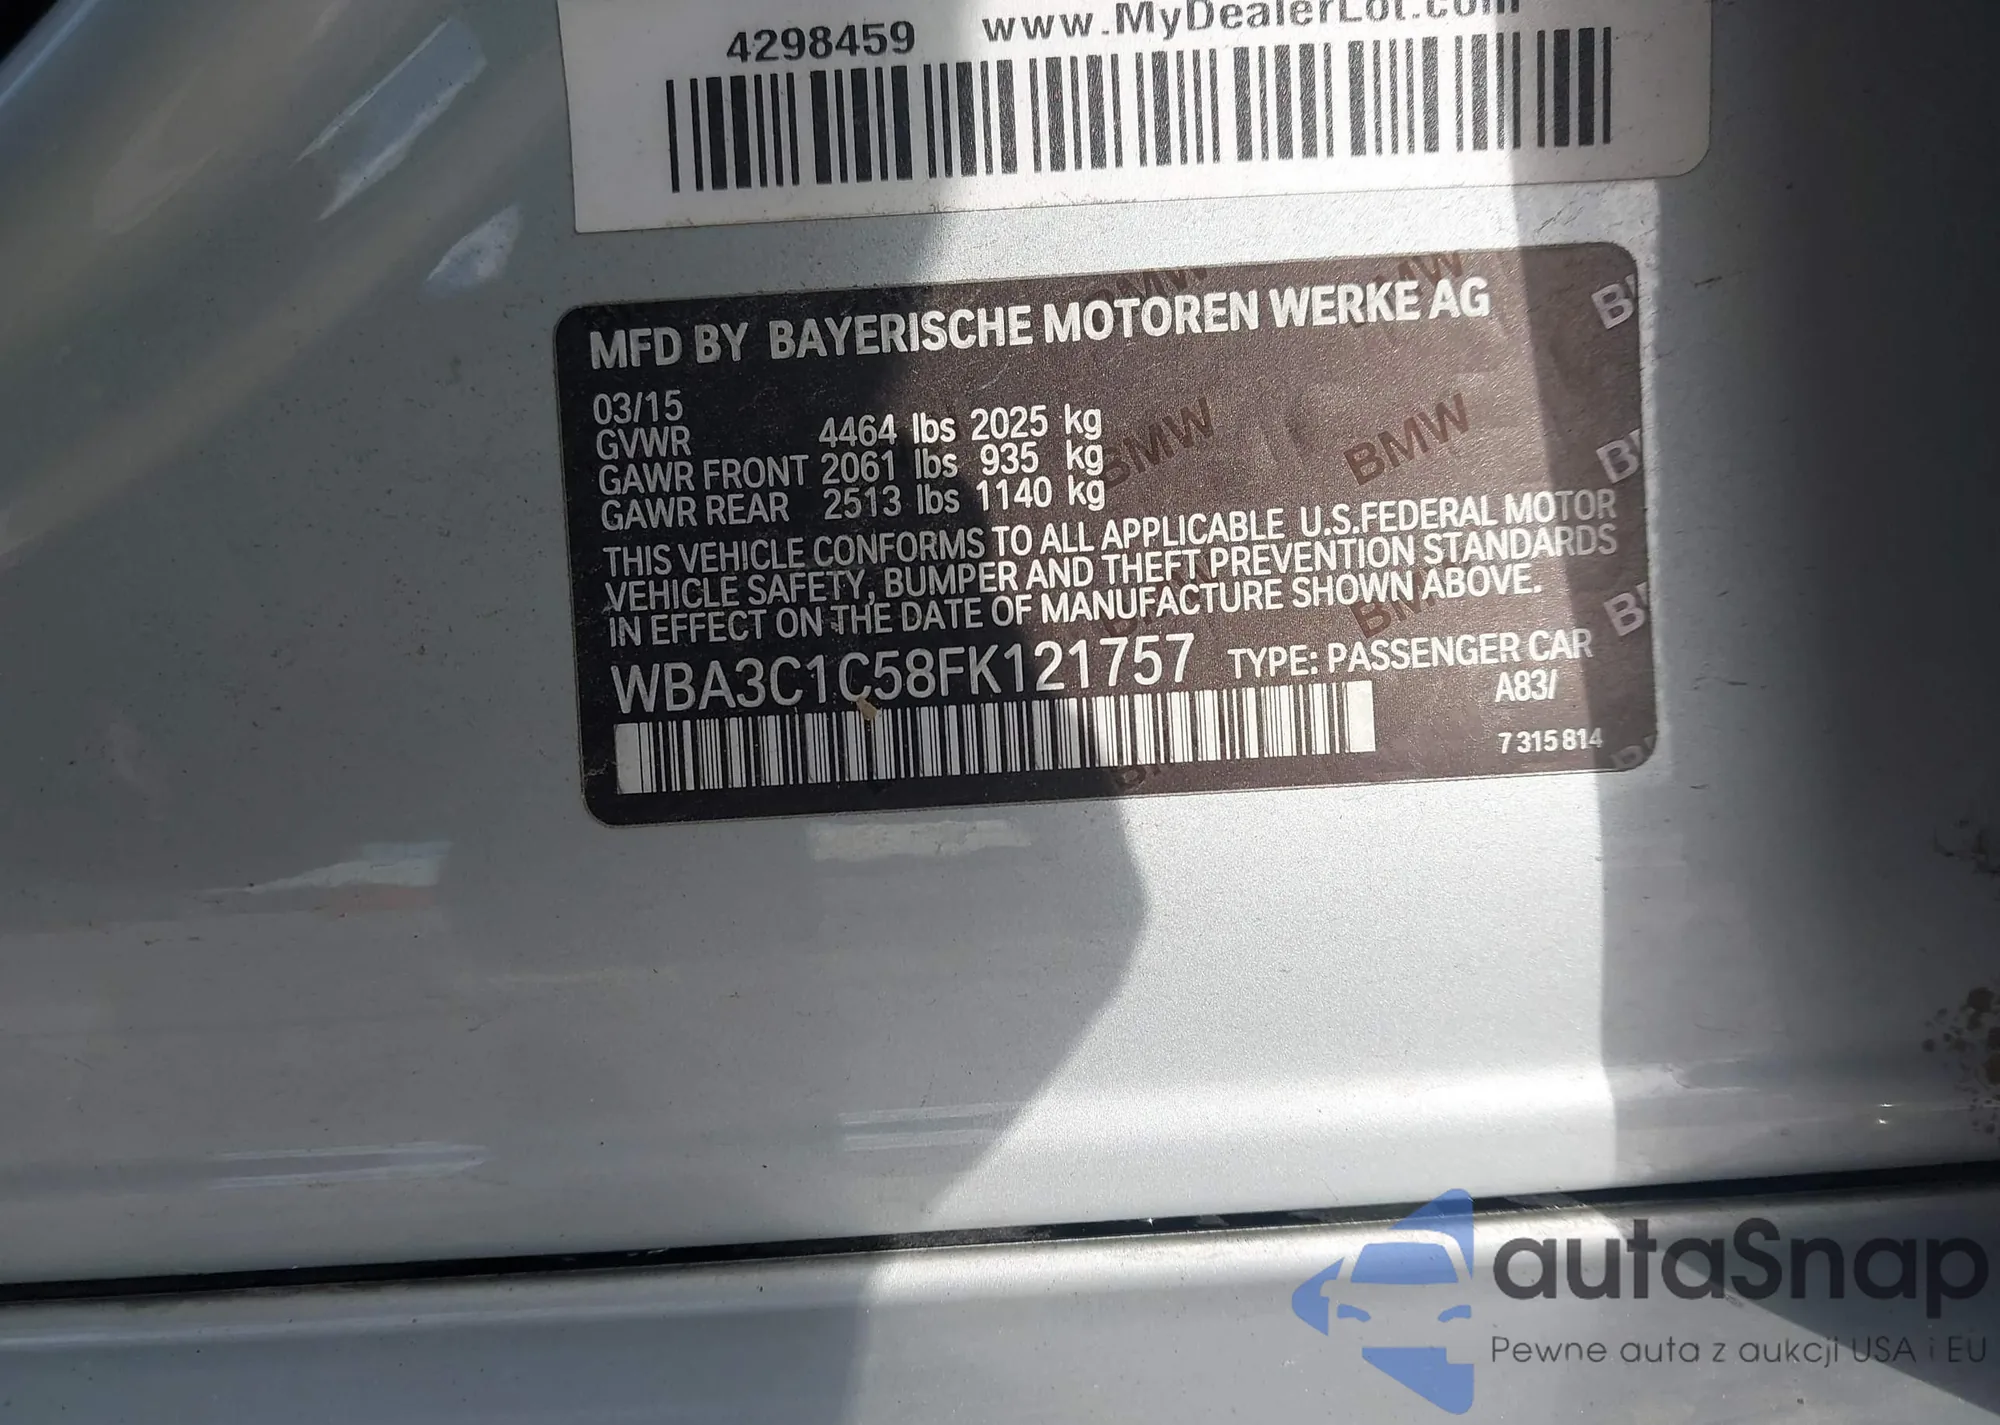 4298459 www.MyDealerLot.com
MFD BY BAYERISCHE MOTOREN WERKE AG
03/15
GVWR 4464 lbs 2025 kg
GAWR FRONT 2061 lbs 935 kg
GAWR REAR 2513 lbs 1140 kg
THIS VEHICLE CONFORMS TO ALL APPLICABLE U.S.FEDERAL MOTOR
VEHICLE SAFETY, BUMPER AND THEFT PREVENTION STANDARDS
IN EFFECT ON THE DATE OF MANUFACTURE SHOWN ABOVE.
WBA3C1C58FK121757 TYPE: PASSENGER CAR
A83/
7 315 814
BMW
BMW
autaSnap
Pewne auta z aukcji USA i EU